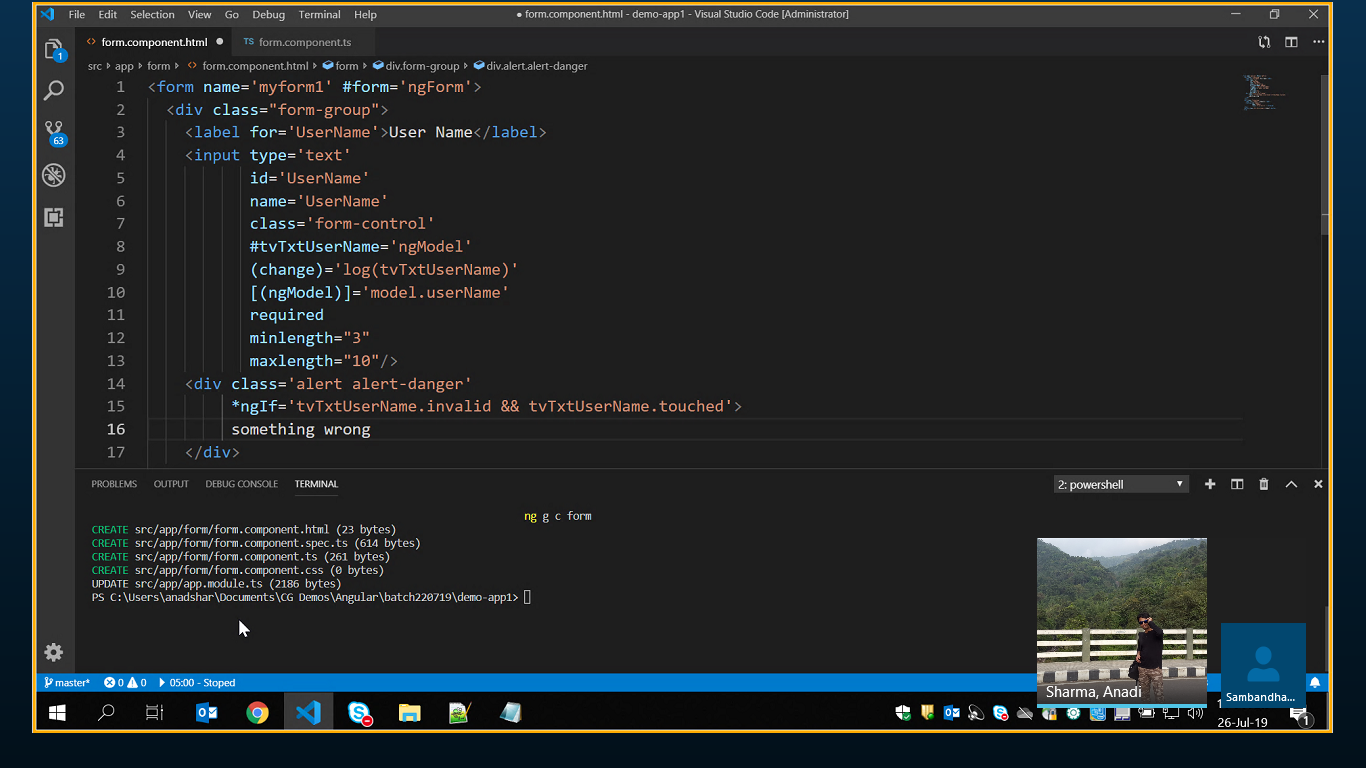 File Edit Selection View Go Debug Terminal Help
● form.component.html - demo-app1 - Visual Studio Code [Administrator]
<> form.component.html ●
TS form.component.ts
src > app > form > <> form.component.html > form > div.form-group > div.alert.alert-danger
1 <form name='myform1' #form='ngForm'>
2 <div class="form-group">
3 <label for='UserName'>User Name</label>
4 <input type='text'
5 id='UserName'
6 name='UserName'
7 class='form-control'
8 #tvTxtUserName='ngModel'
9 (change)='log(tvTxtUserName)'
10 [(ngModel)]='model.userName'
11 required
12 minlength="3"
13 maxlength="10"/>
14 <div class='alert alert-danger'
15 *ngIf='tvTxtUserName.invalid && tvTxtUserName.touched'>
16 something wrong
17 </div>
1
63
PROBLEMS OUTPUT DEBUG CONSOLE TERMINAL
2: powershell
ng g c form
CREATE src/app/form/form.component.html (23 bytes)
CREATE src/app/form/form.component.spec.ts (614 bytes)
CREATE src/app/form/form.component.ts (261 bytes)
CREATE src/app/form/form.component.css (0 bytes)
UPDATE src/app/app.module.ts (2186 bytes)
PS C:\Users\anadshar\Documents\CG Demos\Angular\batch220719\demo-app1>
Sharma, Anadi
Sambandha...
master* 0 0 05:00 - Stoped
26-Jul-19
1